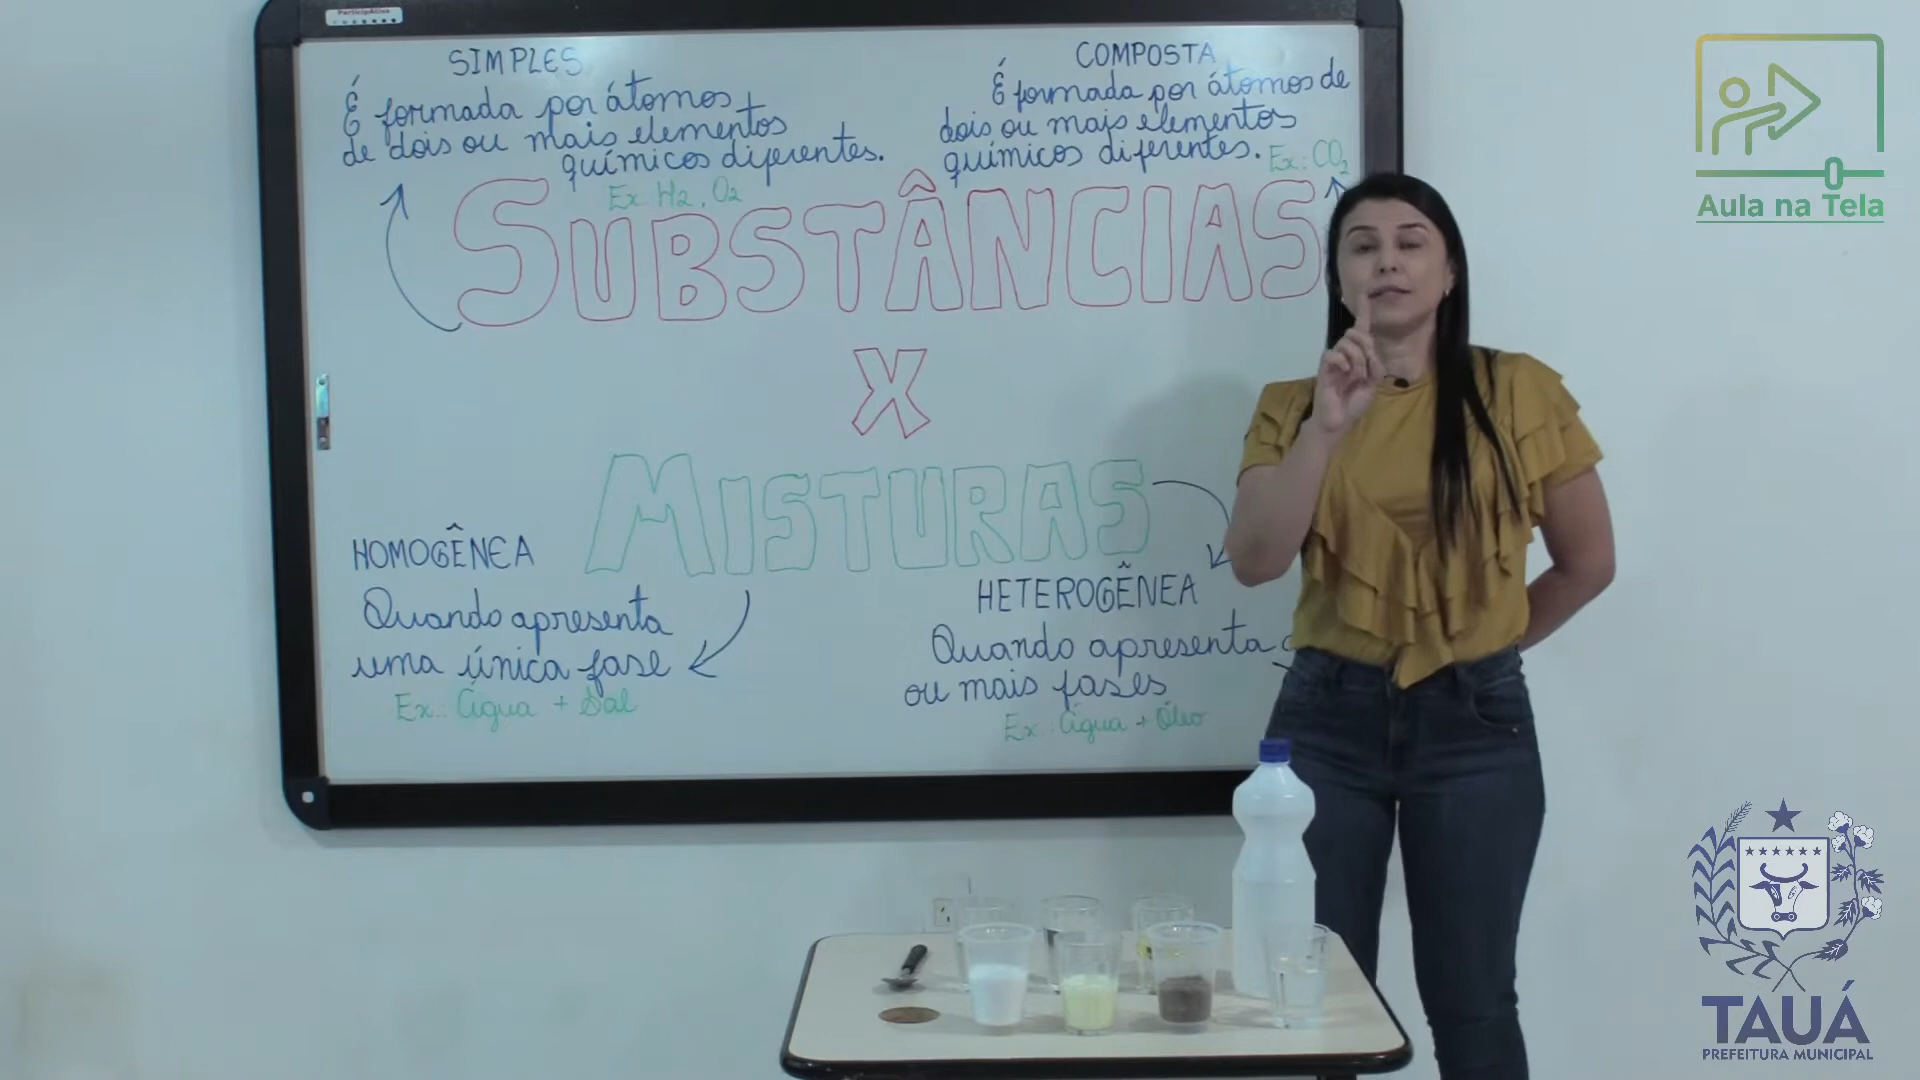 SIMPLES
É formada por átomos
de dois ou mais elementos
químicos diferentes.
Ex. H2, O2
COMPOSTA
É formada por átomos de
dois ou mais elementos
químicos diferentes.
Ex.: CO2
SUBSTÂNCIAS
X
MISTURAS
HOMOGÊNEA
Quando apresenta
uma única fase
Ex.: Água + Sal
HETEROGÊNEA
Quando apresenta
ou mais fases
Ex.: Água + Óleo
Aula na Tela
TAUÁ
PREFEITURA MUNICIPAL